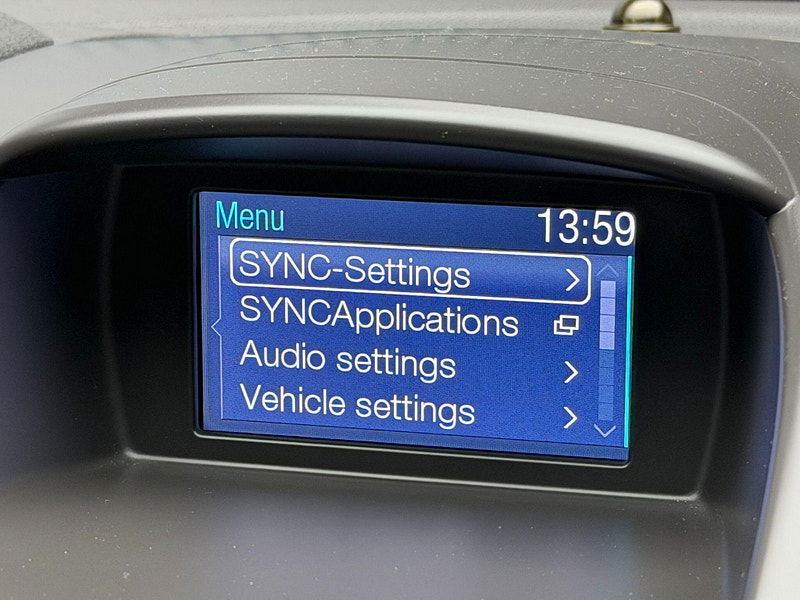 Menu 13:59
SYNC-Settings
SYNCApplications
Audio settings
Vehicle settings